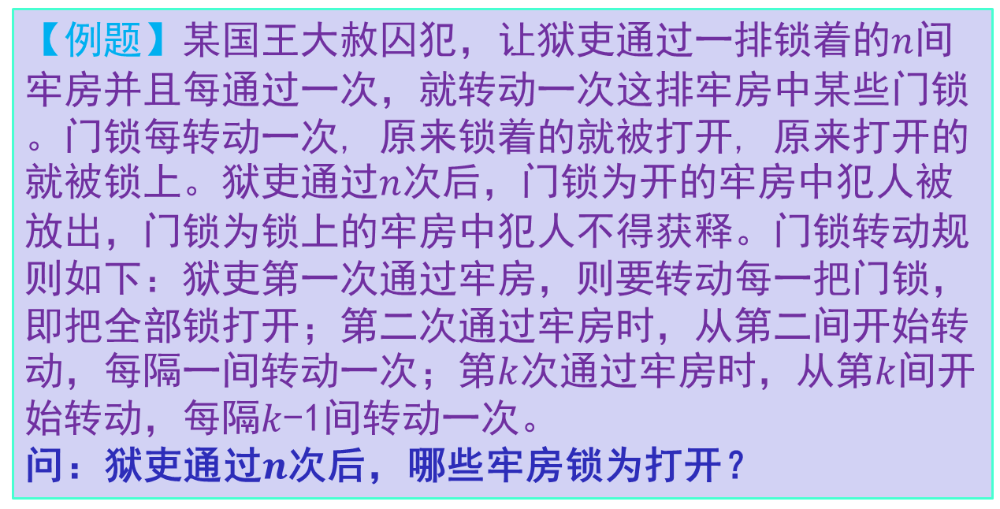 【例题】某国王大赦囚犯，让狱吏通过一排锁着的n间
牢房并且每通过一次，就转动一次这排牢房中某些门锁
。门锁每转动一次, 原来锁着的就被打开, 原来打开的
就被锁上。狱吏通过n次后，门锁为开的牢房中犯人被
放出，门锁为锁上的牢房中犯人不得获释。门锁转动规
则如下：狱吏第一次通过牢房，则要转动每一把门锁，
即把全部锁打开；第二次通过牢房时，从第二间开始转
动，每隔一间转动一次；第k次通过牢房时，从第k间开
始转动，每隔k-1间转动一次。
问：狱吏通过n次后，哪些牢房锁为打开？